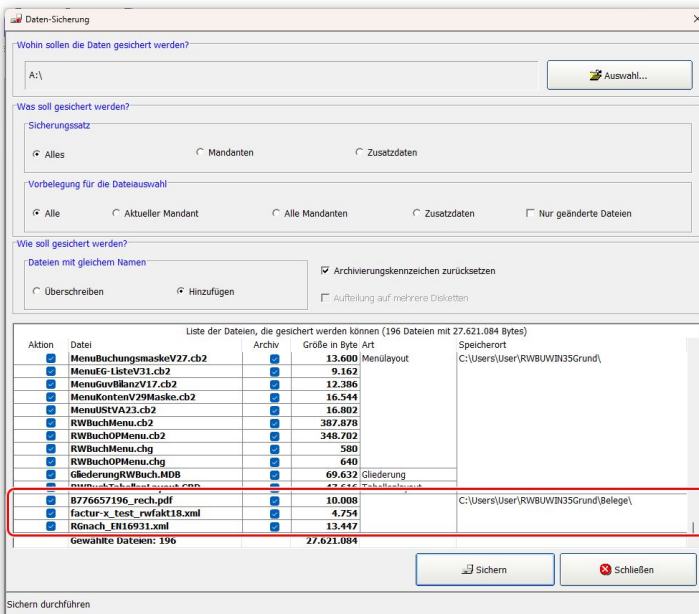 Daten-Sicherung
Wohin sollen die Daten gesichert werden?
A:\
Auswahl...
Was soll gesichert werden?
Sicherungssatz
Alles Mandanten Zusatzdaten
Vorbelegung für die Dateiauswahl
Alle Aktueller Mandant Alle Mandanten Zusatzdaten Nur geänderte Dateien
Wie soll gesichert werden?
Dateien mit gleichem Namen
Überschreiben Hinzufügen
Archivierungskennzeichen zurücksetzen
Aufteilung auf mehrere Disketten
Liste der Dateien, die gesichert werden können (196 Dateien mit 27.621.084 Bytes)
Aktion Datei Archiv Größe in Byte Art Speicherort
MenuBuchungsmaskeV27.cb2 13.600 Menülayout C:\Users\User\RWBUWIN35Grund\
MenuEG-ListeV31.cb2 9.162
MenuGuvBilanzV17.cb2 12.386
MenuKontenV29Maske.cb2 16.544
MenuUStVA23.cb2 16.802
RWBuchMenu.cb2 387.878
RWBuchOPMenu.cb2 348.702
RWBuchMenu.chg 580
RWBuchOPMenu.chg 640
GliederungRWBuch.MDB 69.632 Gliederung
B776657196_rech.pdf 10.008 C:\Users\User\RWBUWIN35Grund\Belege\
factur-x_test_rwfakt18.xml 4.754
RGnach_EN16931.xml 13.447
Gewählte Dateien: 196 27.621.084
Sichern Schließen
Sichern durchführen